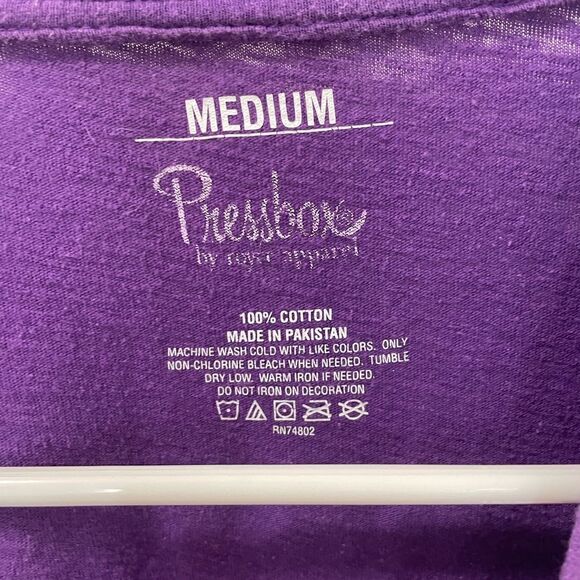 MEDIUM
Pressbox
by royce apparel
100% COTTON
MADE IN PAKISTAN
MACHINE WASH COLD WITH LIKE COLORS. ONLY
NON-CHLORINE BLEACH WHEN NEEDED. TUMBLE
DRY LOW. WARM IRON IF NEEDED.
DO NOT IRON ON DECORATION
RN74802